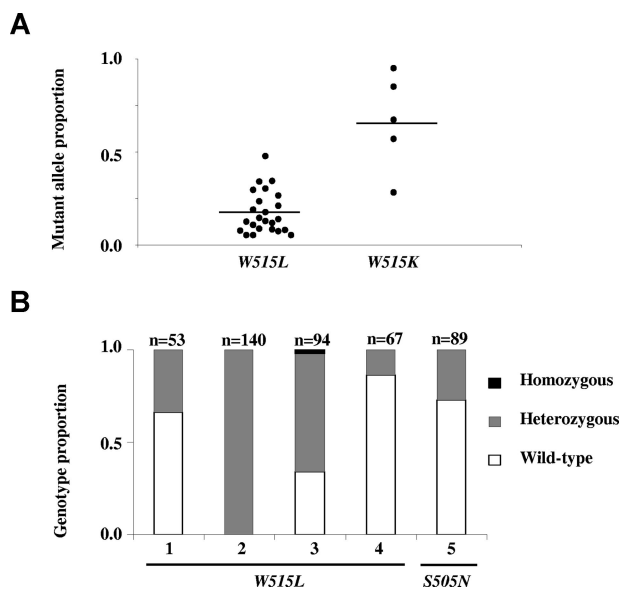 A
Mutant allele proportion
1.0
0.5
0.0
W515L W515K
B
n=53 n=140 n=94 n=67 n=89
Genotype proportion
1.0
0.5
0.0
Homozygous
Heterozygous
Wild-type
1 2 3 4 5
W515L S505N